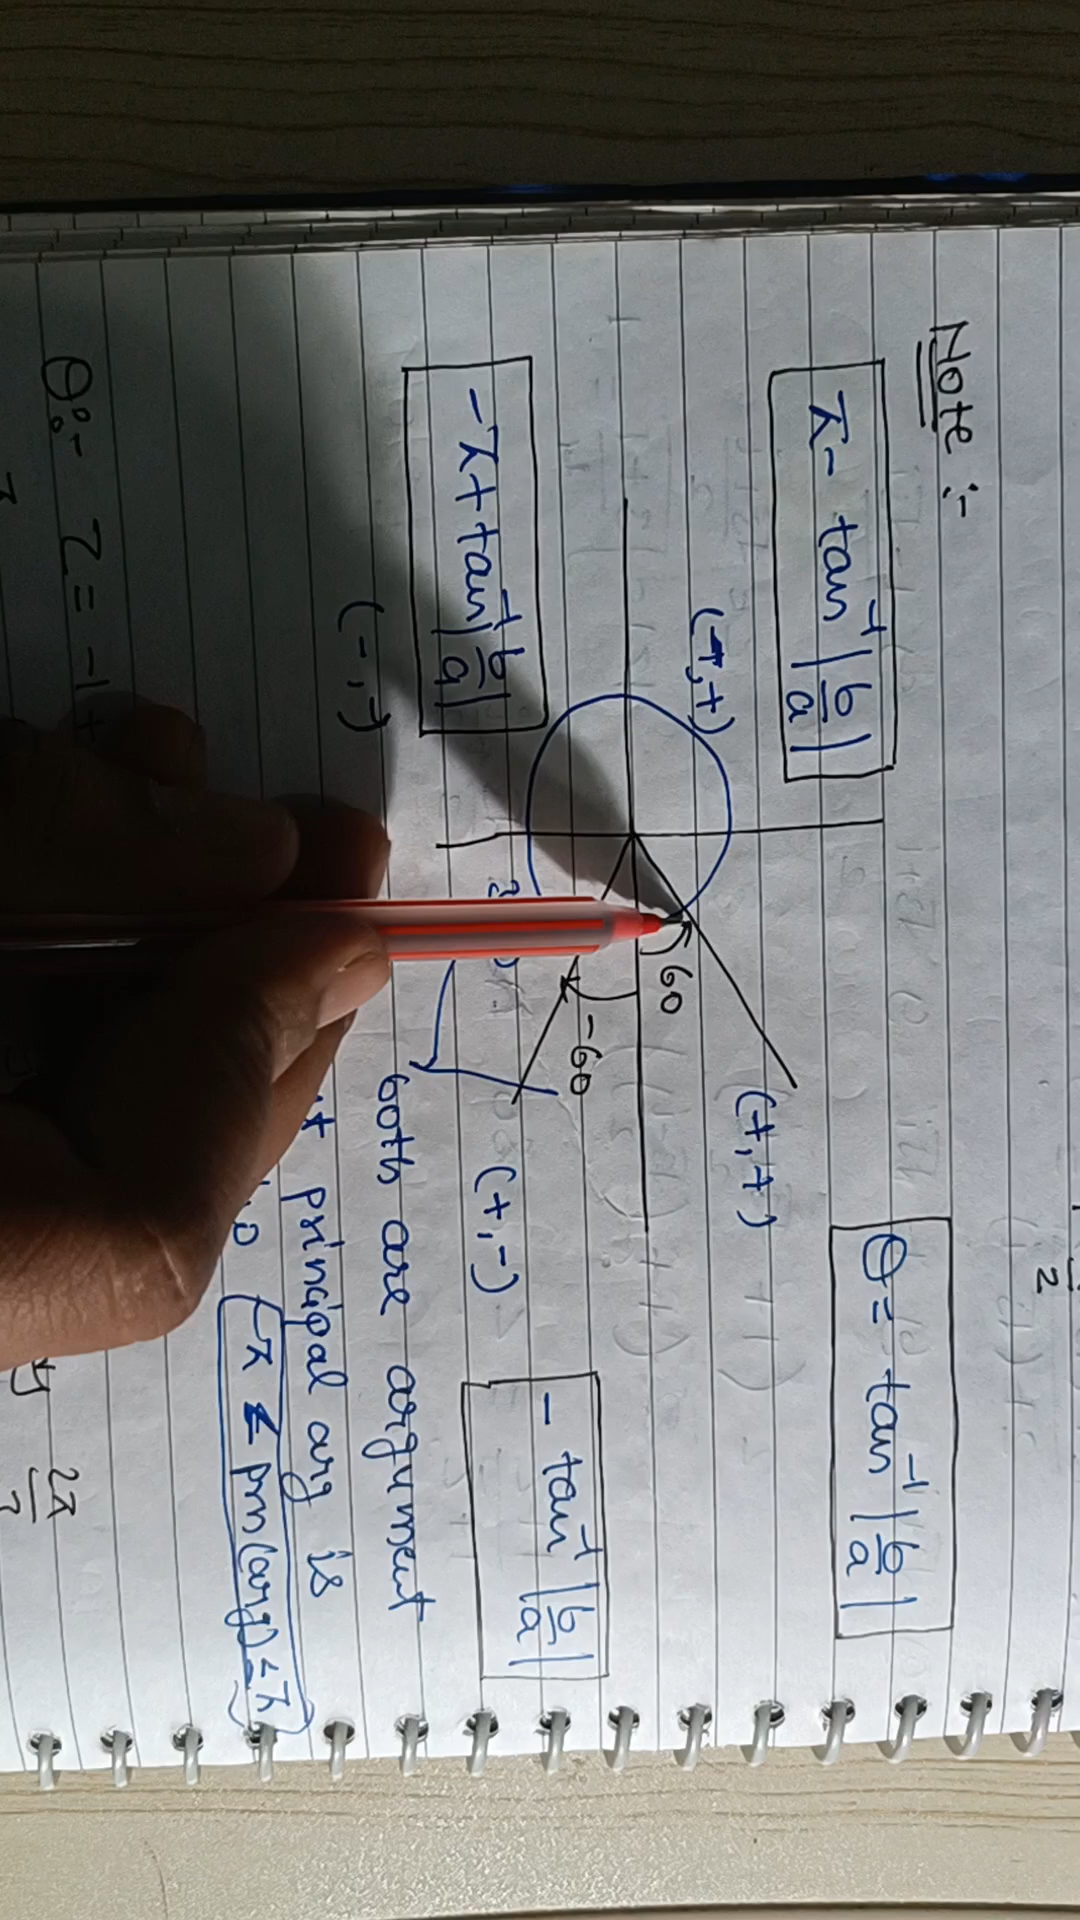 Note :-
π - tan⁻¹|b/a|
θ = tan⁻¹|b/a|
(-,+)
(+,+)
60
-60
-π + tan⁻¹|b/a|
- tan⁻¹|b/a|
(-,-)
(+,-)
both are argument
principal arg is
(-π < prn(arg) ≤ π)
θ:- Z = -1+
2π